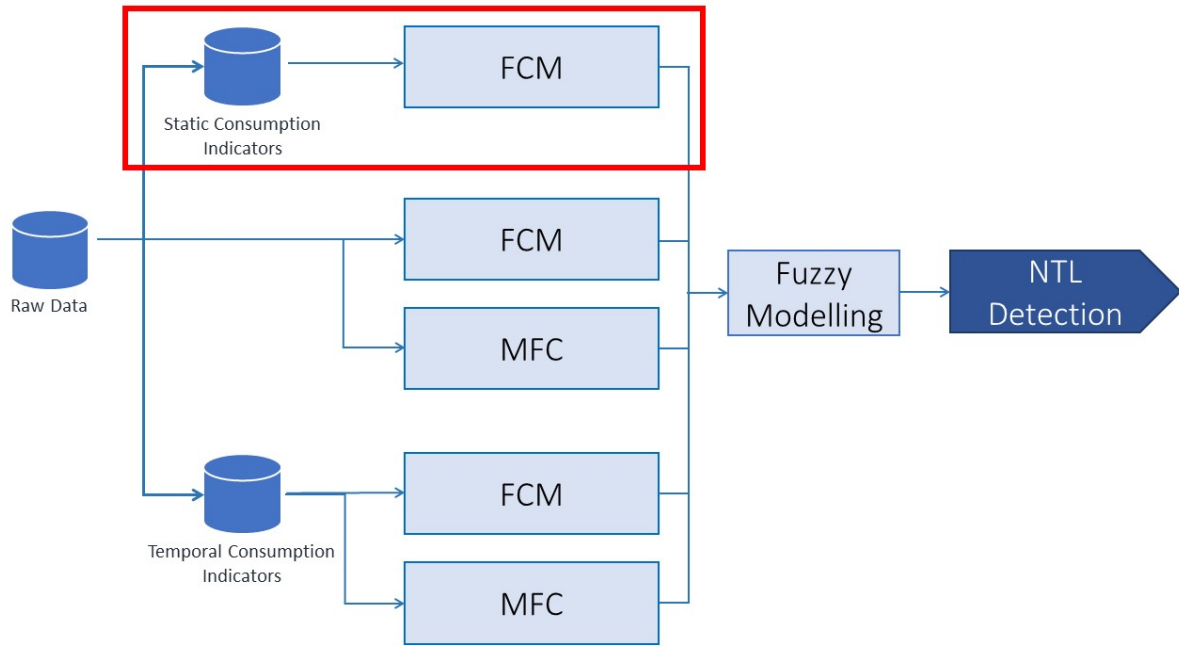 FCM
Static Consumption
Indicators
Raw Data
FCM
MFC
Fuzzy
Modelling
NTL
Detection
FCM
Temporal Consumption
Indicators
MFC